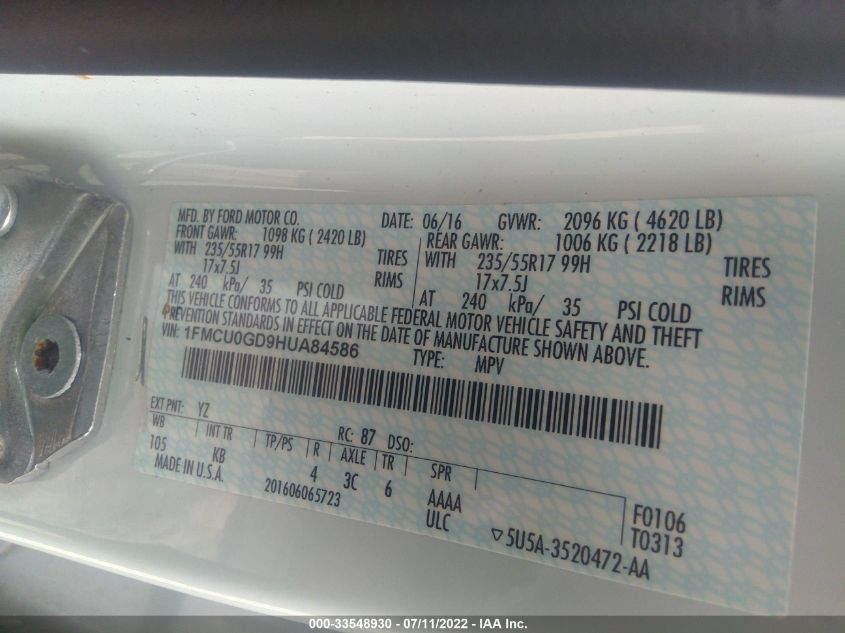 MFD. BY FORD MOTOR CO. DATE: 06/16 GVWR: 2096 KG ( 4620 LB)
FRONT GAWR: 1098 KG ( 2420 LB) REAR GAWR: 1006 KG ( 2218 LB)
WITH 235/55R17 99H TIRES WITH 235/55R17 99H TIRES
17x7.5J RIMS 17x7.5J RIMS
AT 240 kPa/ 35 PSI COLD AT 240 kPa/ 35 PSI COLD
THIS VEHICLE CONFORMS TO ALL APPLICABLE FEDERAL MOTOR VEHICLE SAFETY AND THEFT
PREVENTION STANDARDS IN EFFECT ON THE DATE OF MANUFACTURE SHOWN ABOVE.
VIN: 1FMCU0GD9HUA84586 TYPE: MPV
EXT PNT: YZ RC: 87 DSO:
WB INT TR TP/PS R AXLE TR SPR
105 KB 4 3C 6 AAAA
MADE IN U.S.A. 201606065723 ULC
F0106
T0313
▽5U5A-3520472-AA
000-33548930 - 07/11/2022 - IAA Inc.